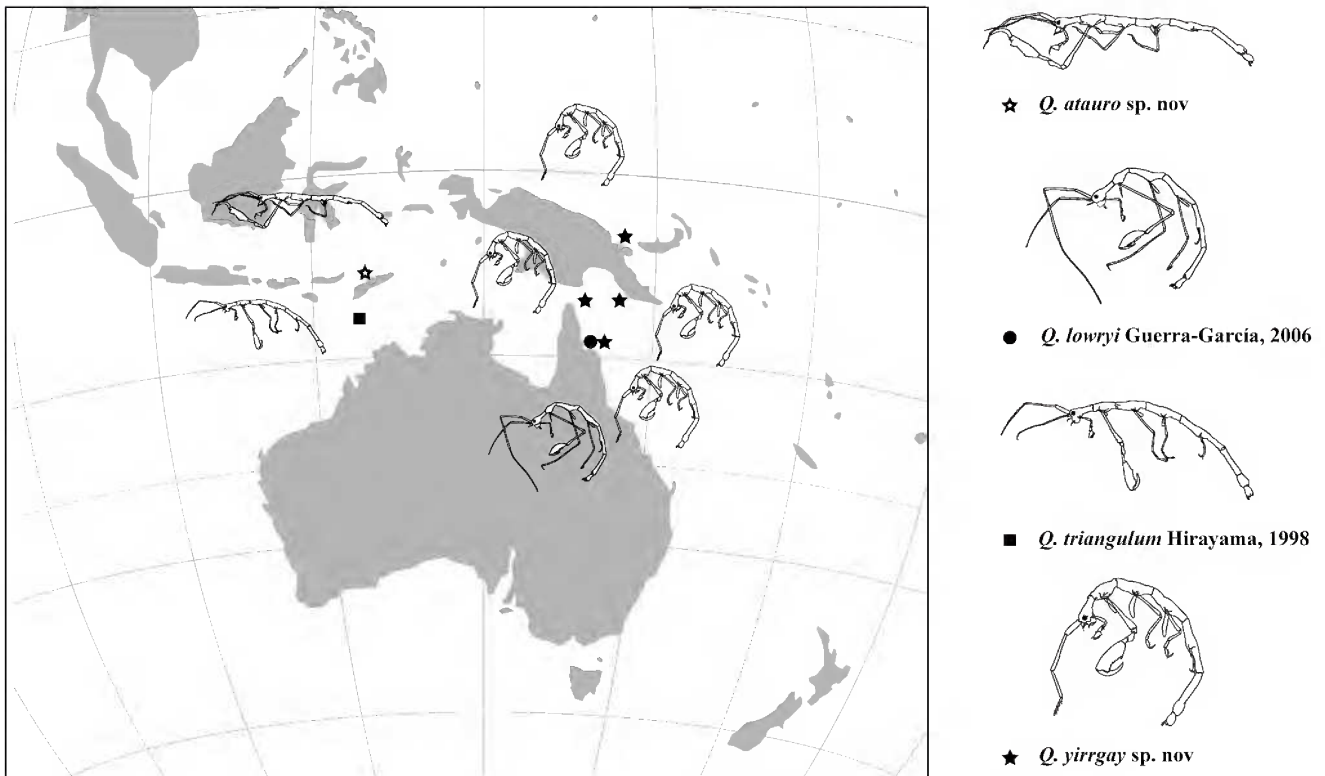 Q. atauro sp. nov
Q. lowryi Guerra-García, 2006
Q. triangulum Hirayama, 1998
Q. yirrgay sp. nov